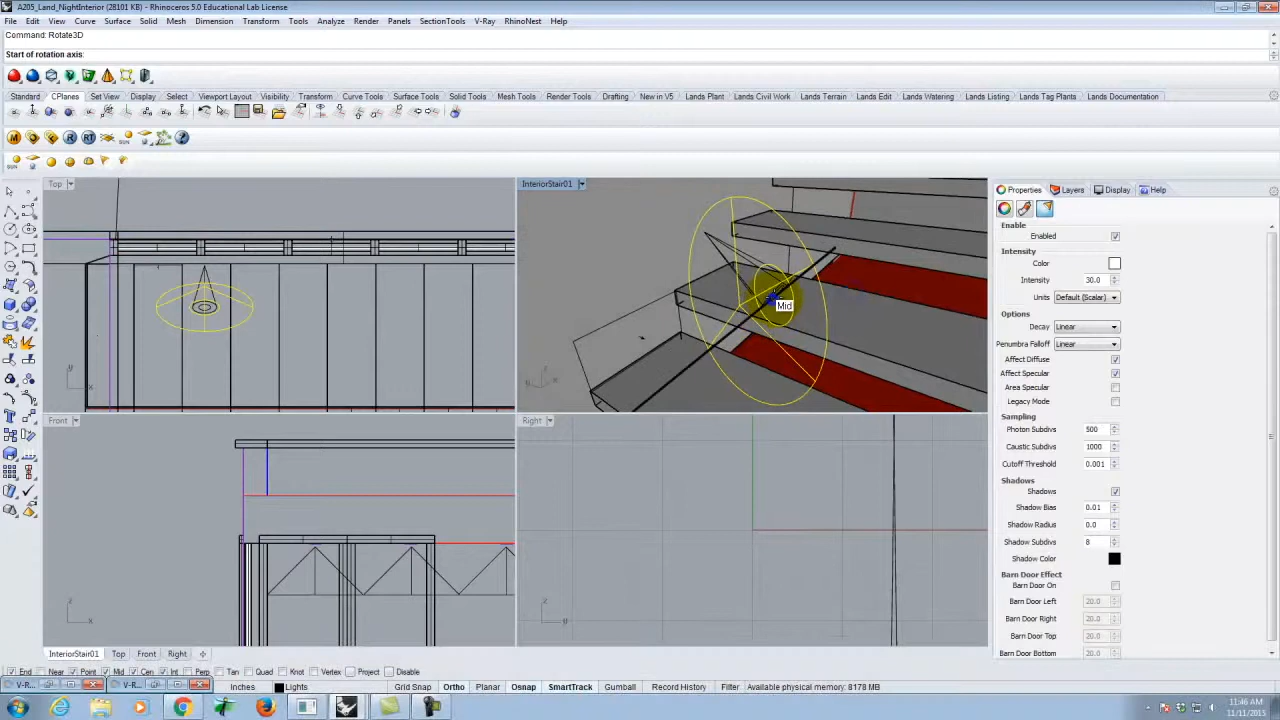 A205_Land_NightInterior (28101 KB) - Rhinoceros 5.0 Educational Lab License
File Edit View Curve Surface Solid Mesh Dimension Transform Tools Analyze Render Panels SectionTools V-Ray RhinoNest Help
Command: Rotate3D
Start of rotation axis:
Standard CPlanes Set View Display Select Viewport Layout Visibility Transform Curve Tools Surface Tools Solid Tools Mesh Tools Render Tools Drafting New in V5 Lands Plant Lands Civil Work Lands Terrain Lands Edit Lands Watering Lands Listing Lands Tag Plants Lands Documentation
M R RT SUN
SUN
Top
InteriorStair01
Properties Layers Display Help
Enable
Enabled
Intensity
Color
Intensity 30.0
Units Default (Scalar)
Options
Decay Linear
Penumbra Falloff Linear
Affect Diffuse
Affect Specular
Area Specular
Legacy Mode
Sampling
Photon Subdivs 500
Caustic Subdivs 1000
Cutoff Threshold 0.001
Shadows
Shadows
Shadow Bias 0.01
Shadow Radius 0.0
Shadow Subdivs 8
Shadow Color
Barn Door Effect
Barn Door On
Barn Door Left 20.0
Barn Door Right 20.0
Barn Door Top 20.0
Barn Door Bottom 20.0
Mid
y x
Front
Right
z x
z y
InteriorStair01 Top Front Right
End Near Point Mid Cen Int Perp Tan Quad Knot Vertex Project Disable
V-R... V-R... Inches Lights Grid Snap Ortho Planar Osnap SmartTrack Gumball Record History Filter Available physical memory: 8178 MB
11:46 AM
11/11/2015